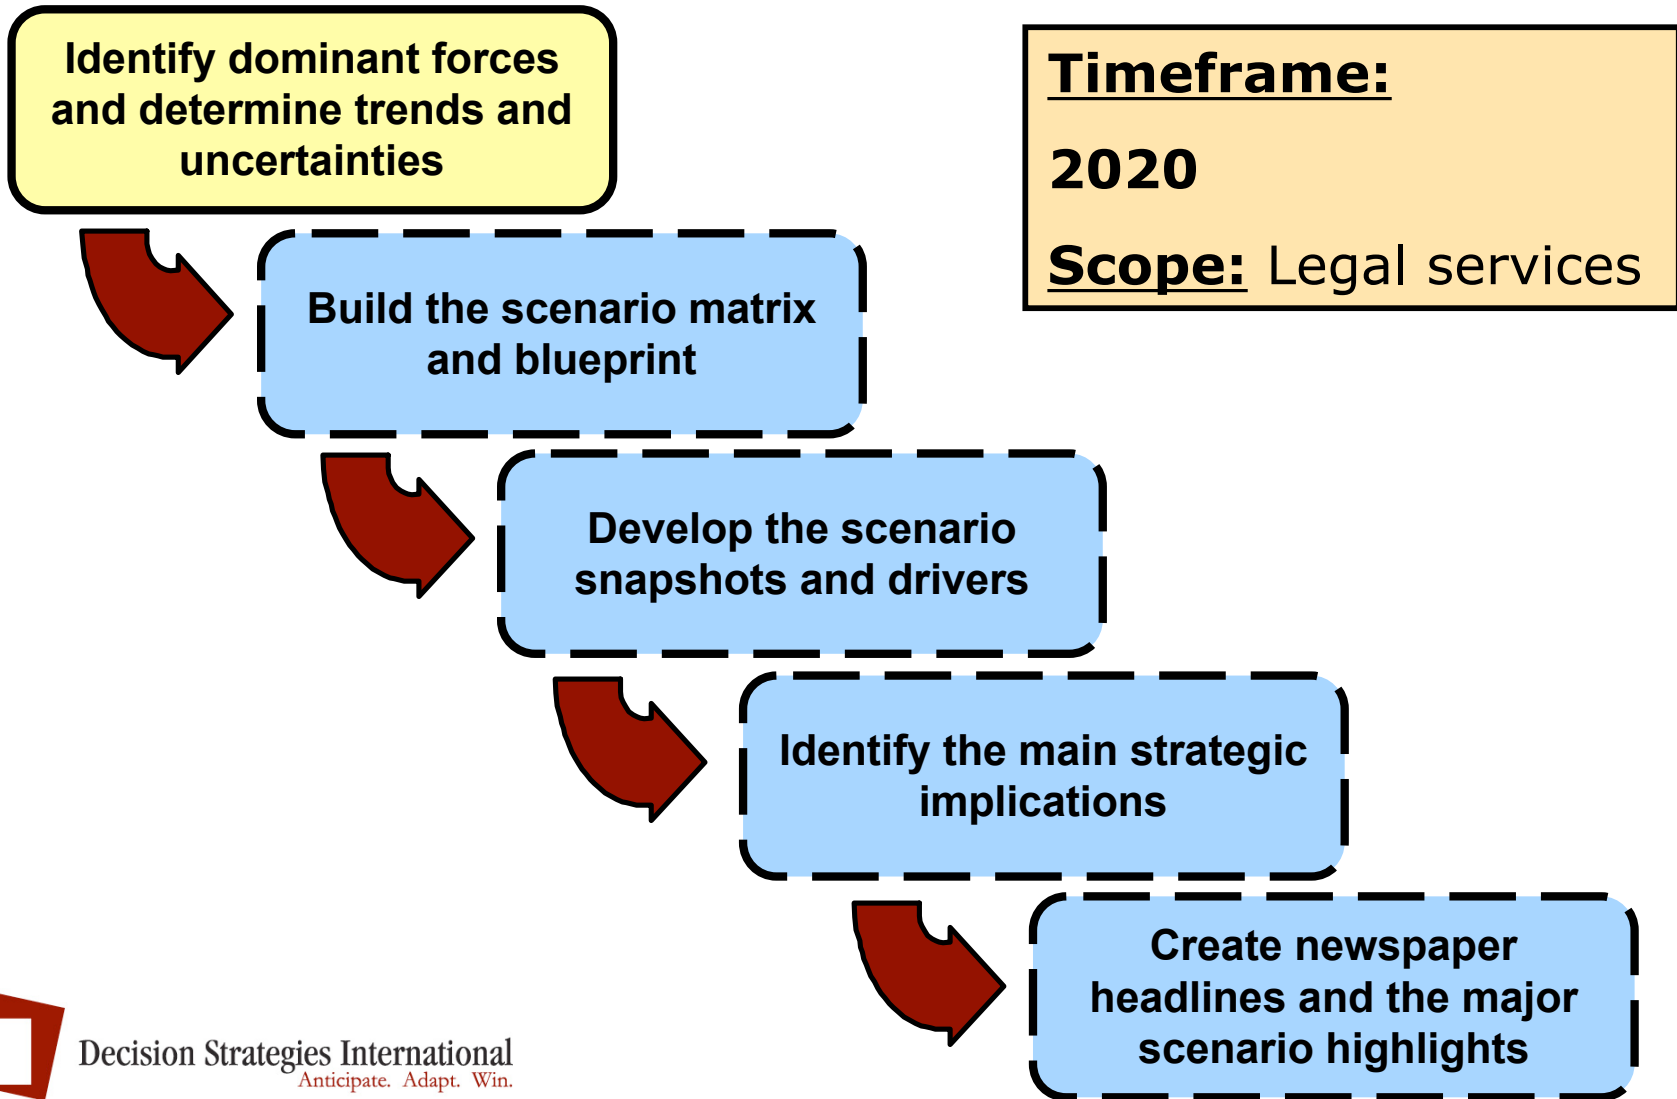 Identify dominant forces
and determine trends and
uncertainties
Timeframe:
2020
Scope: Legal services
Build the scenario matrix
and blueprint
Develop the scenario
snapshots and drivers
Identify the main strategic
implications
Create newspaper
headlines and the major
scenario highlights
Decision Strategies International
Anticipate. Adapt. Win.